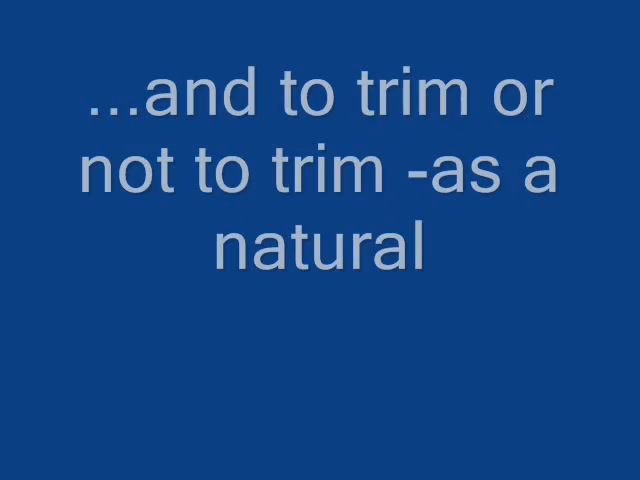 ...and to trim or
not to trim -as a
natural